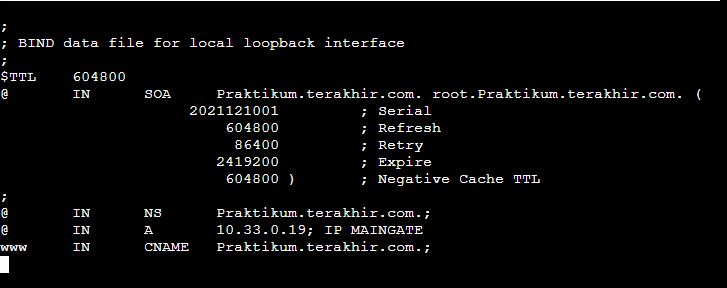 ;
; BIND data file for local loopback interface
;
$TTL    604800
@       IN      SOA     Praktikum.terakhir.com. root.Praktikum.terakhir.com. (
                     2021121001         ; Serial
                         604800         ; Refresh
                          86400         ; Retry
                        2419200         ; Expire
                         604800 )       ; Negative Cache TTL
;
@       IN      NS      Praktikum.terakhir.com.;
@       IN      A       10.33.0.19; IP MAINGATE
www     IN      CNAME   Praktikum.terakhir.com.;